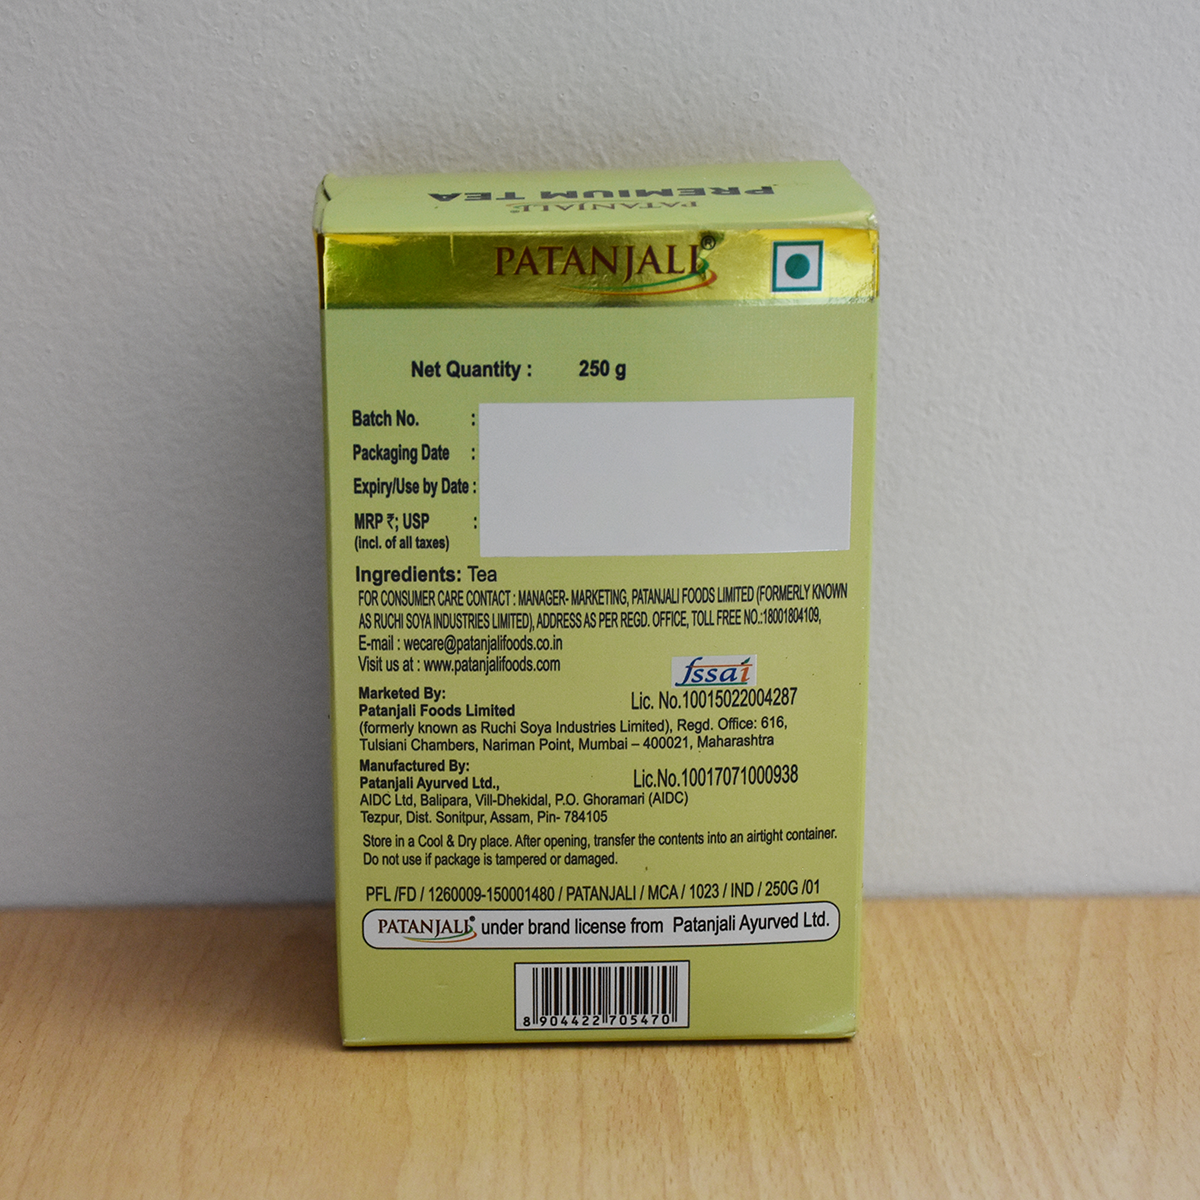 PREMIUM TEA
PATANJALI®
PATANJALI®
Net Quantity : 250 g
Batch No. :
Packaging Date :
Expiry/Use by Date :
MRP ₹; USP :
(incl. of all taxes)
Ingredients: Tea
FOR CONSUMER CARE CONTACT : MANAGER- MARKETING, PATANJALI FOODS LIMITED (FORMERLY KNOWN
AS RUCHI SOYA INDUSTRIES LIMITED), ADDRESS AS PER REGD. OFFICE, TOLL FREE NO.:18001804109,
E-mail : wecare@patanjalifoods.co.in
Visit us at : www.patanjalifoods.com
fssai
Marketed By:
Lic. No.10015022004287
Patanjali Foods Limited
(formerly known as Ruchi Soya Industries Limited), Regd. Office: 616,
Tulsiani Chambers, Nariman Point, Mumbai – 400021, Maharashtra
Manufactured By:
Lic.No.10017071000938
Patanjali Ayurved Ltd.,
AIDC Ltd, Balipara, Vill-Dhekidal, P.O. Ghoramari (AIDC)
Tezpur, Dist. Sonitpur, Assam, Pin- 784105
Store in a Cool & Dry place. After opening, transfer the contents into an airtight container.
Do not use if package is tampered or damaged.
PFL /FD / 1260009-150001480 / PATANJALI / MCA / 1023 / IND / 250G /01
PATANJALI® under brand license from Patanjali Ayurved Ltd.
8 904422 705470